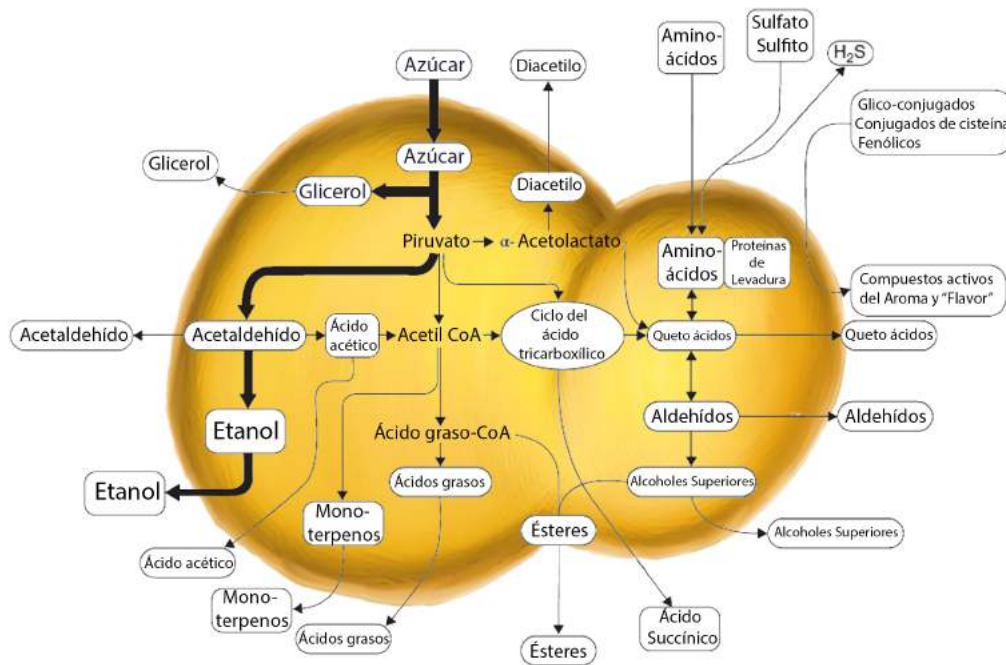 Azúcar
Diacetilo
Amino-
ácidos
Sulfato
Sulfito
H₂S
Glico-conjugados
Conjugados de cisteína
Fenólicos
Azúcar
Glicerol
Glicerol
Diacetilo
Piruvato
α- Acetolactato
Amino-
ácidos
Proteínas
de
Levadura
Compuestos activos
del Aroma y "Flavor"
Acetaldehído
Acetaldehído
Ácido
acético
Acetil CoA
Ciclo del
ácido
tricarboxílico
Queto ácidos
Queto ácidos
Etanol
Ácido graso-CoA
Aldehídos
Aldehídos
Etanol
Ácidos grasos
Alcoholes Superiores
Mono-
terpenos
Ésteres
Alcoholes Superiores
Ácido acético
Mono-
terpenos
Ácidos grasos
Ésteres
Ácido
Succínico